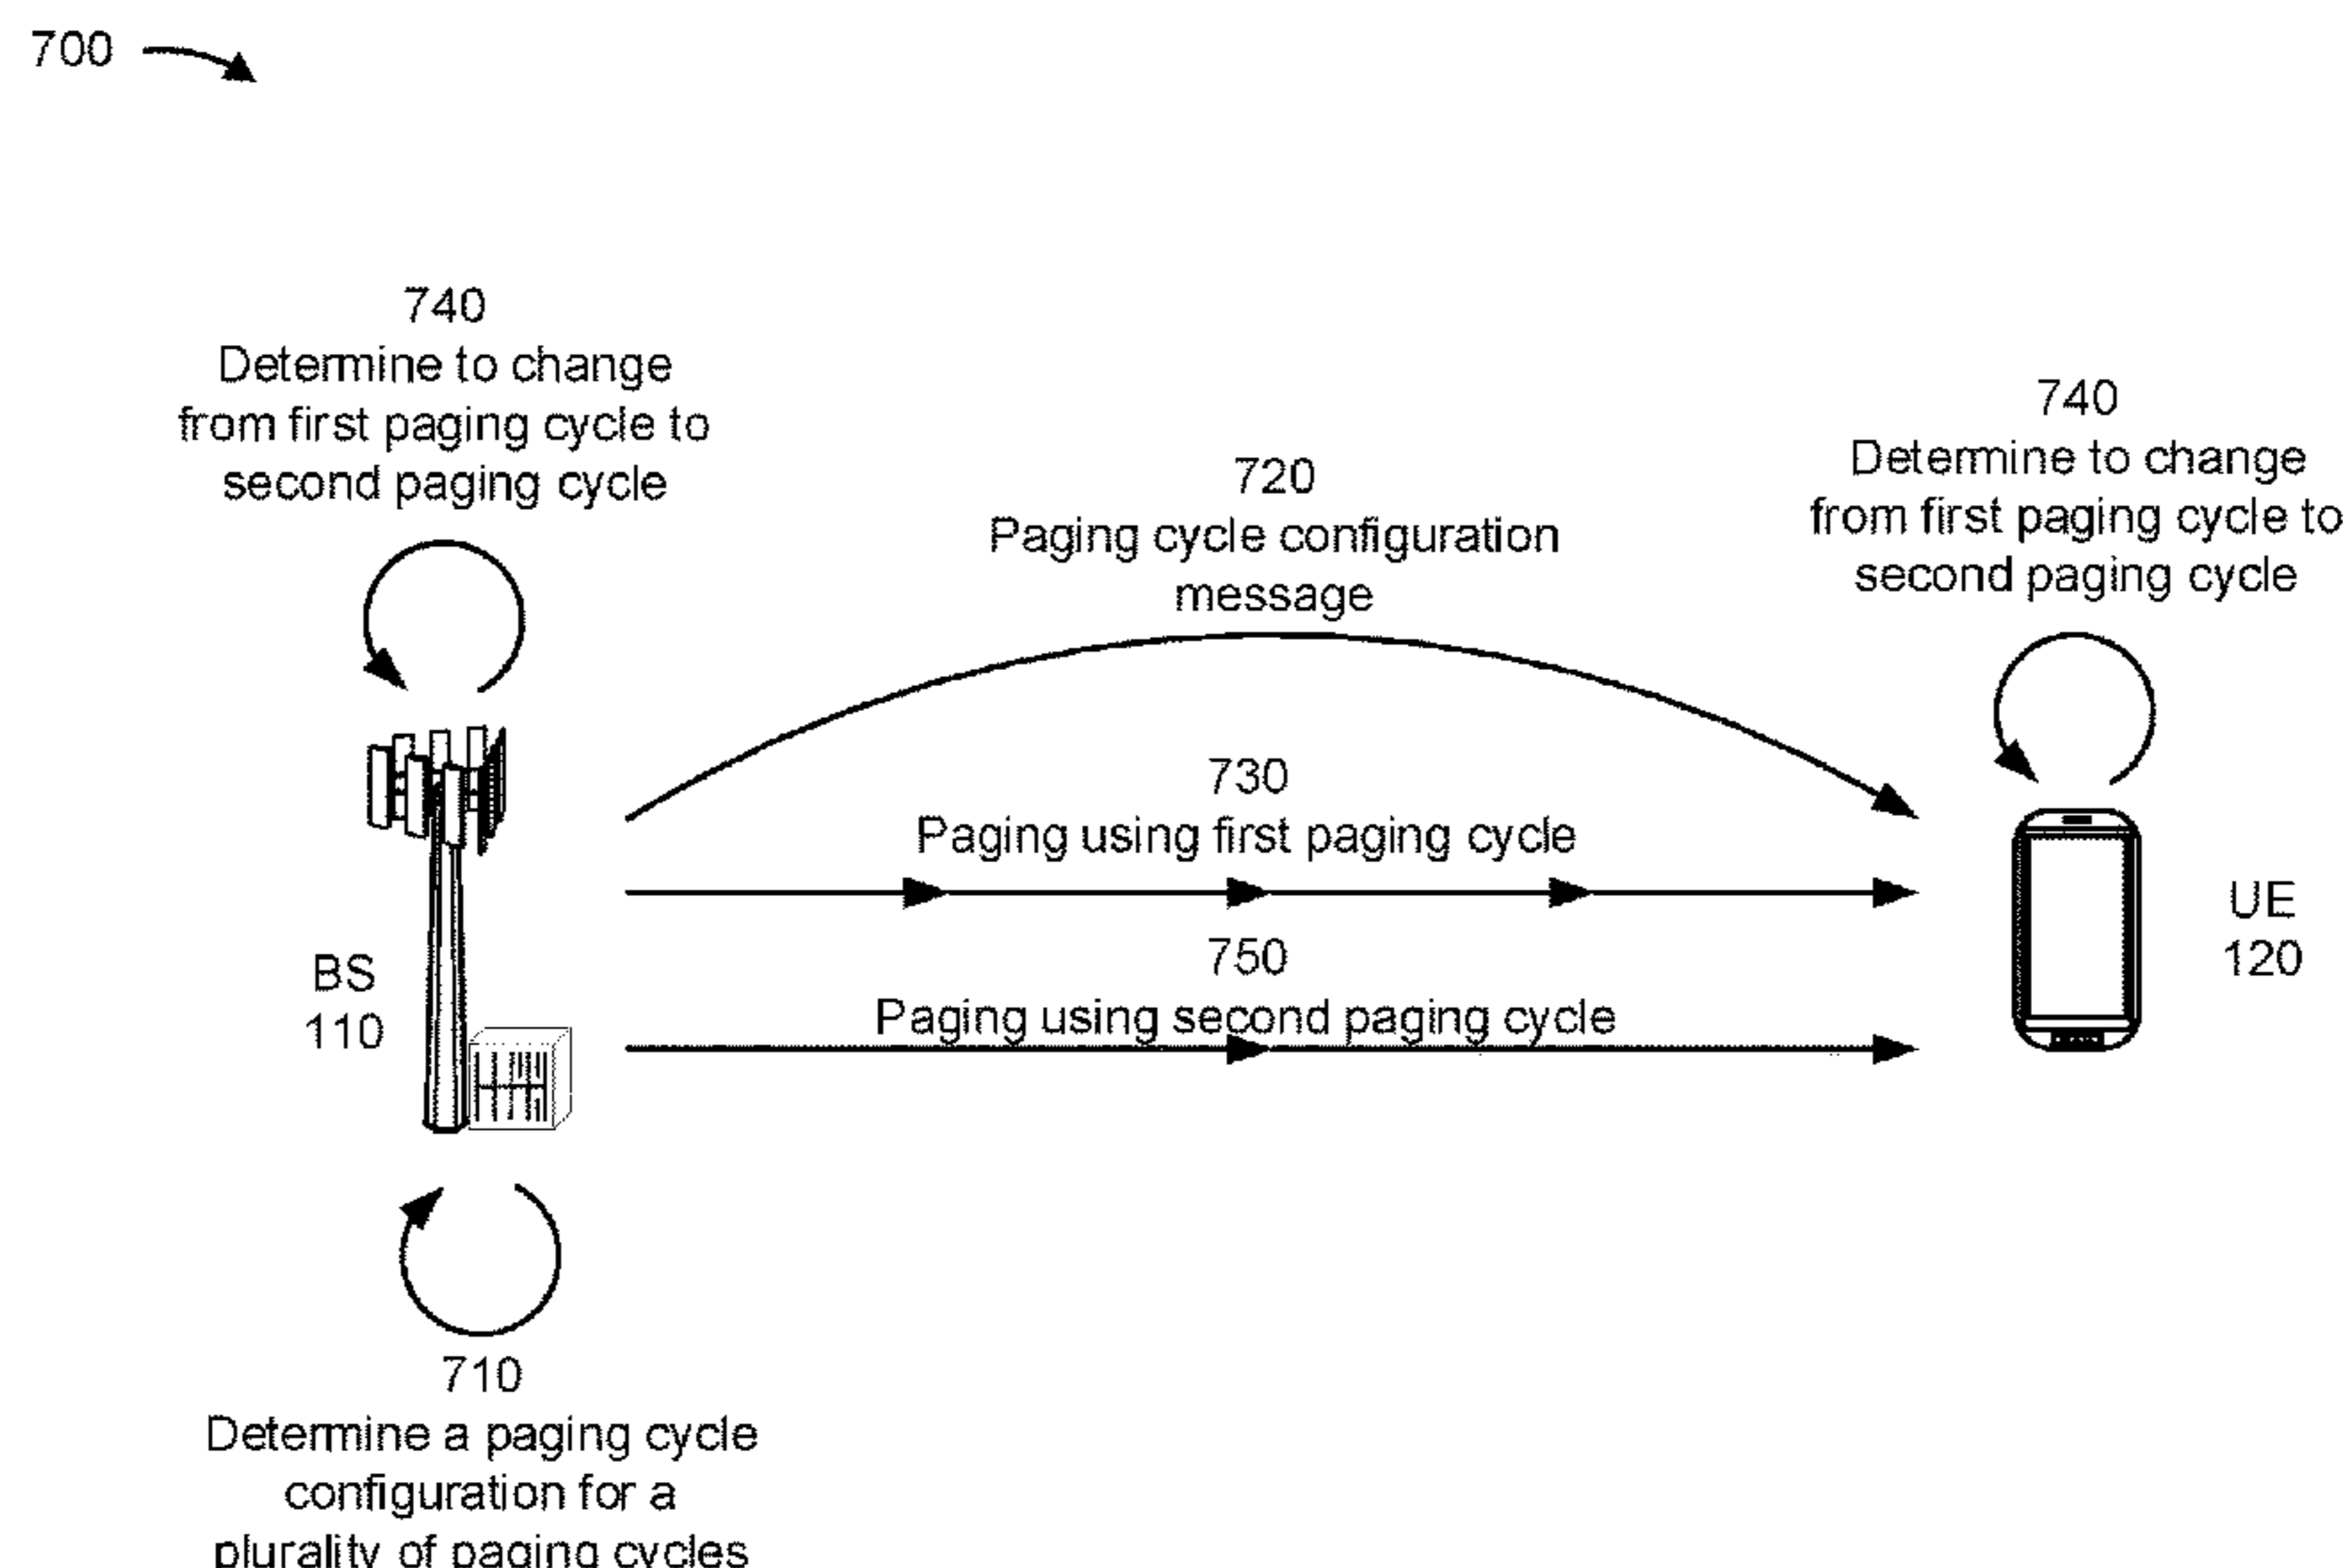 700
740
Determine to change
from first paging cycle to
second paging cycle
740
Determine to change
from first paging cycle to
second paging cycle
720
Paging cycle configuration
message
730
Paging using first paging cycle
UE
120
750
Paging using second paging cycle
BS
110
710
Determine a paging cycle
configuration for a
plurality of paging cycles